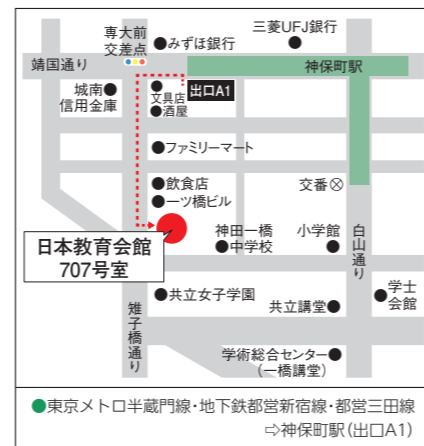 専大前
交差点
●みずほ銀行
三菱UFJ銀行
●
靖国通り
神保町駅
城南●
信用金庫
●
文具店
●酒屋
出口A1
●ファミリーマート
●飲食店
●一ツ橋ビル
交番
日本教育会館
707号室
神田一橋
●中学校
小学館
●
白山通り
●共立女子学園
共立講堂●
●学士
会館
雉子橋通り
学術総合センター●
(一橋講堂)
●東京メトロ半蔵門線・地下鉄都営新宿線・都営三田線
⇨神保町駅(出口A1)